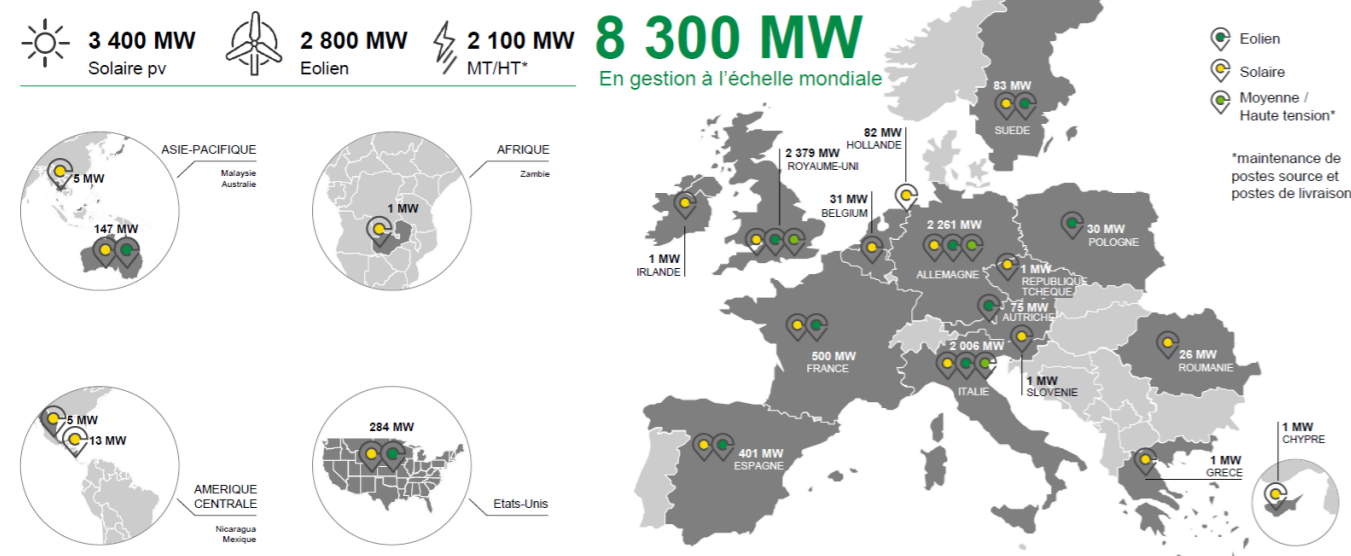 3 400 MW
Solaire pv
2 800 MW
Eolien
2 100 MW
MT/HT*
8 300 MW
En gestion à l'échelle mondiale
Eolien
Solaire
Moyenne /
Haute tension*
*maintenance de
postes source et
postes de livraison
ASIE-PACIFIQUE
Malaysie
Australie
5 MW
147 MW
AFRIQUE
Zambie
1 MW
5 MW
13 MW
AMERIQUE
CENTRALE
Nicaragua
Mexique
284 MW
Etats-Unis
83 MW
SUEDE
82 MW
HOLLANDE
2 379 MW
ROYAUME-UNI
31 MW
BELGIUM
1 MW
IRLANDE
2 261 MW
ALLEMAGNE
30 MW
POLOGNE
1 MW
REPUBLIQUE
TCHEQUE
75 MW
AUTRICHE
500 MW
FRANCE
2 006 MW
ITALIE
1 MW
SLOVENIE
26 MW
ROUMANIE
401 MW
ESPAGNE
1 MW
GRECE
1 MW
CHYPRE